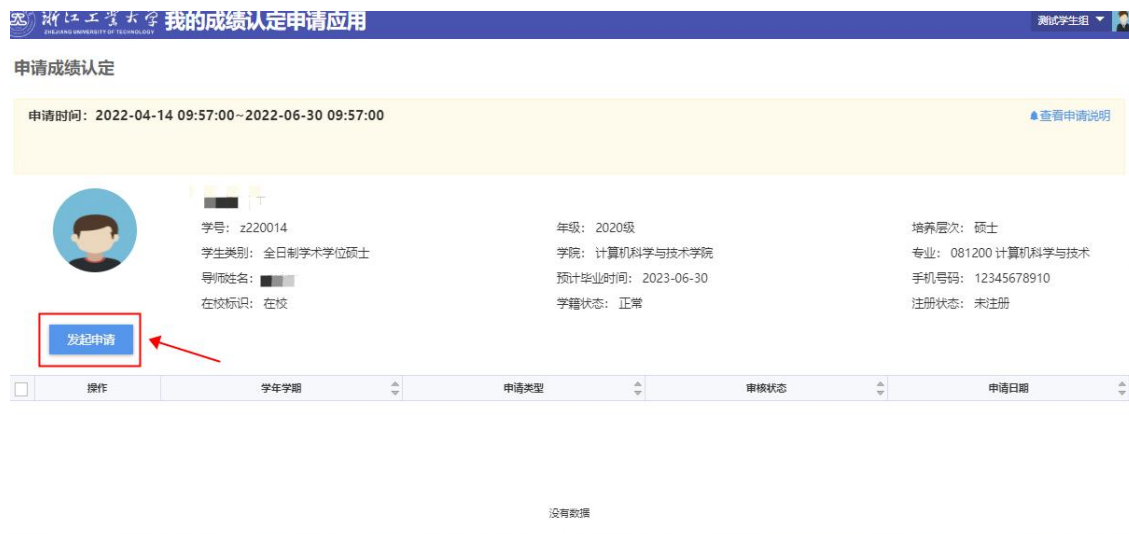 浙江工业大学 我的成绩认定申请应用 测试学生组
ZHEJIANG UNIVERSITY OF TECHNOLOGY
申请成绩认定
申请时间：2022-04-14 09:57:00~2022-06-30 09:57:00 查看申请说明
学号： z220014 年级： 2020级 培养层次： 硕士
学生类别： 全日制学术学位硕士 学院： 计算机科学与技术学院 专业： 081200 计算机科学与技术
导师姓名： 预计毕业时间： 2023-06-30 手机号码： 12345678910
在校标识： 在校 学籍状态： 正常 注册状态： 未注册
发起申请
操作 学年学期 申请类型 审核状态 申请日期
没有数据